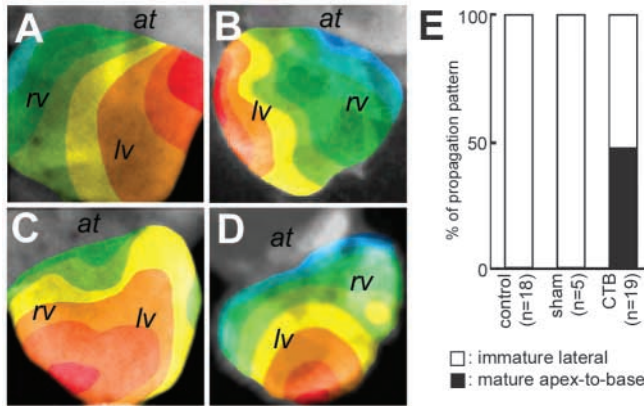 A
at
rv
lv
B
at
lv
rv
C
at
rv
lv
D
at
rv
lv
E
% of propagation pattern
100
50
0
control
(n=18)
sham
(n=5)
CTB
(n=19)
: immature lateral
: mature apex-to-base